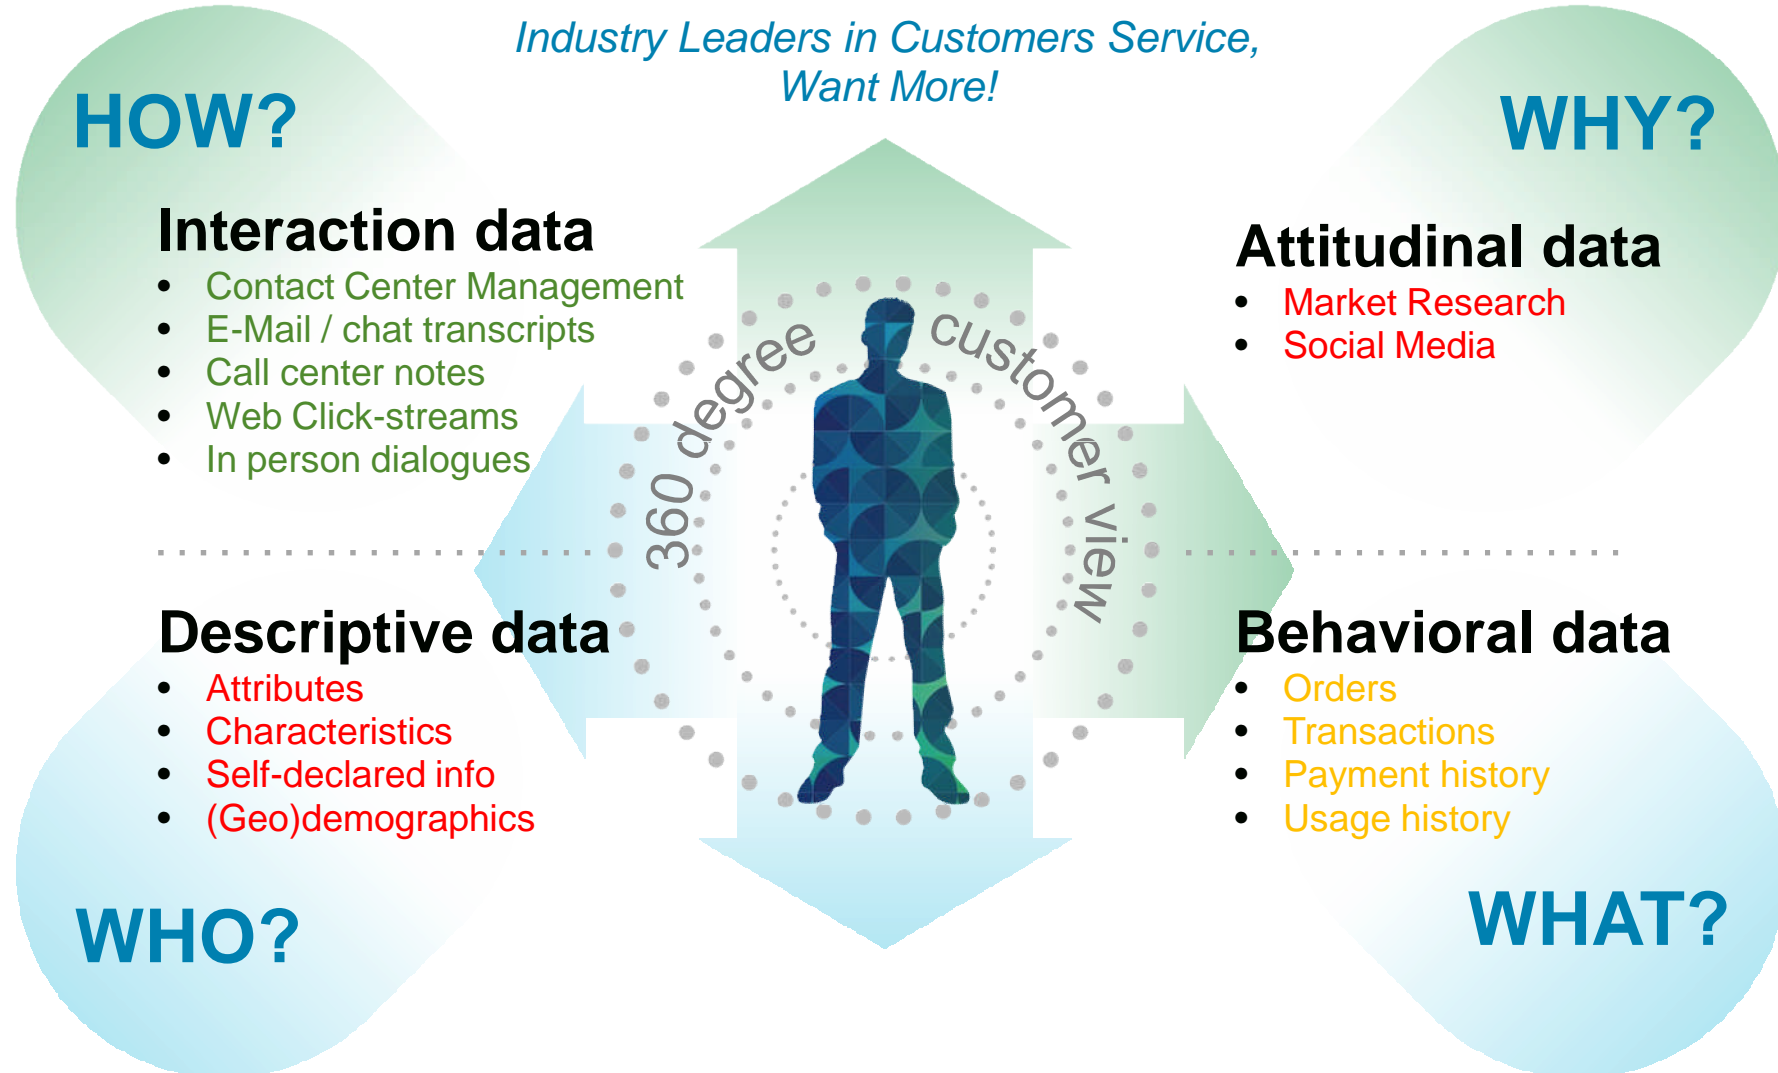 Industry Leaders in Customers Service,
Want More!
HOW?
Interaction data
• Contact Center Management
• E-Mail / chat transcripts
• Call center notes
• Web Click-streams
• In person dialogues
WHY?
Attitudinal data
• Market Research
• Social Media
360 degree customer view
Descriptive data
• Attributes
• Characteristics
• Self-declared info
• (Geo)demographics
WHO?
Behavioral data
• Orders
• Transactions
• Payment history
• Usage history
WHAT?